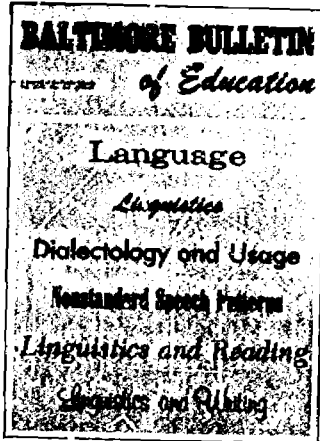 BALTIMORE BULLETIN
of Education
Language
Linguistics
Dialectology and Usage
Nonstandard Speech Patterns
Linguistics and Reading
Linguistics and Writing